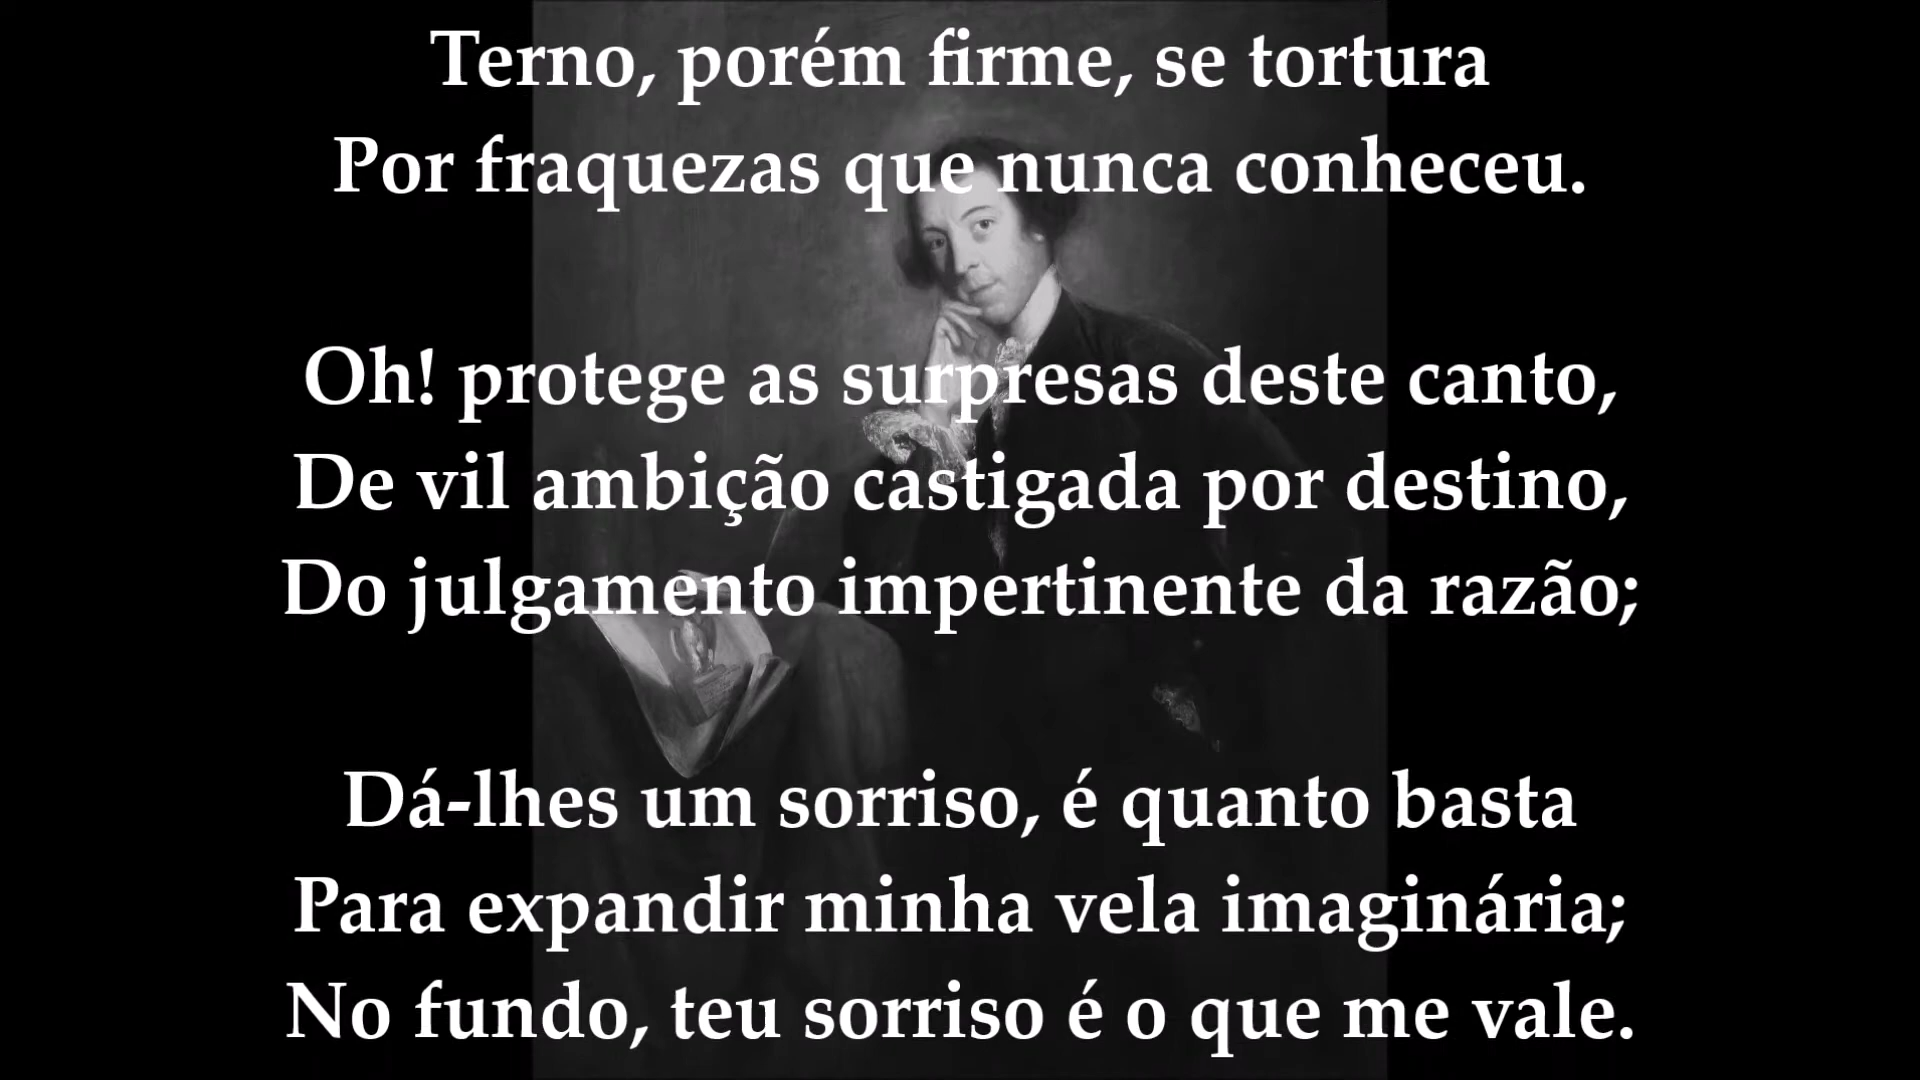 Terno, porém firme, se tortura
Por fraquezas que nunca conheceu.
Oh! protege as surpresas deste canto,
De vil ambição castigada por destino,
Do julgamento impertinente da razão;
Dá-lhes um sorriso, é quanto basta
Para expandir minha vela imaginária;
No fundo, teu sorriso é o que me vale.